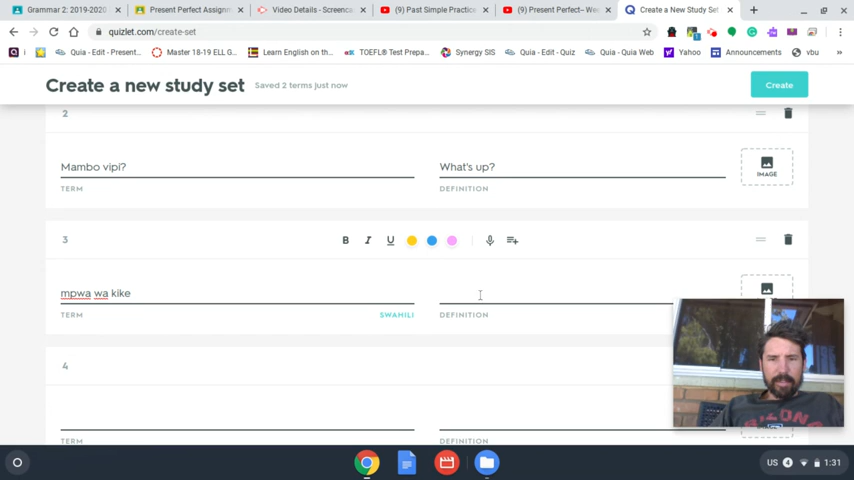 Grammar 2: 2019-2020
Present Perfect Assignm
Video Details - Screenca
(9) Past Simple Practice
(9) Present Perfect– We
Create a New Study Set
quizlet.com/create-set
Quia - Edit - Present...
Master 18-19 ELL G...
Learn English on th...
TOEFL® Test Prepa...
Synergy SIS
Quia - Edit - Quiz
Quia - Quia Web
Yahoo
Announcements
vbu
»
Create a new study set
Saved 2 terms just now
Create
2
Mambo vipi?
What's up?
TERM
DEFINITION
IMAGE
3
B I U
mpwa wa kike
TERM
SWAHILI
DEFINITION
4
TERM
DEFINITION
US
4
1:31